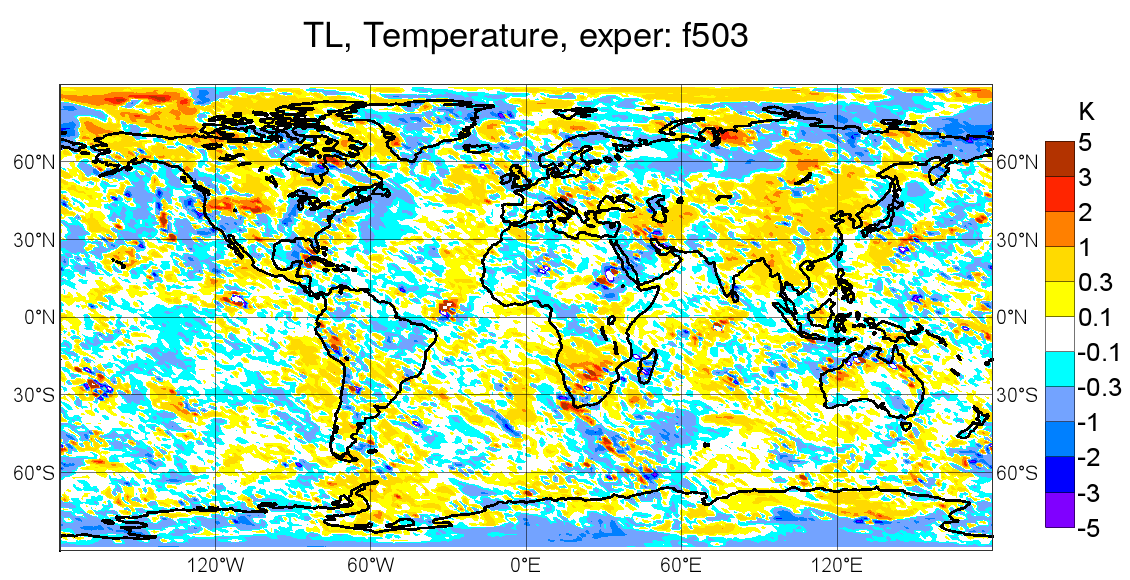 TL, Temperature, exper: f503
K
5
3
2
1
0.3
0.1
-0.1
-0.3
-1
-2
-3
-5
60°N 60°N
30°N 30°N
0°N 0°N
30°S 30°S
60°S 60°S
120°W 60°W 0°E 60°E 120°E